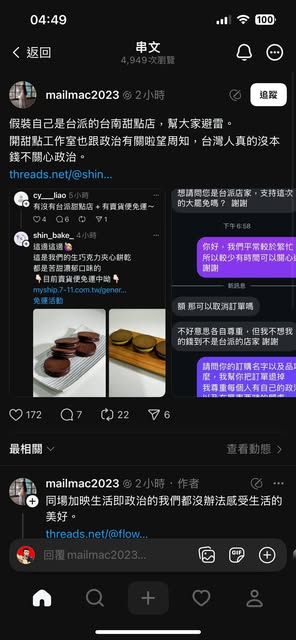 04:49
100
返回
串文
4,949次瀏覽
mailmac2023 2小時
追蹤
假裝自己是台派的台南甜點店，幫大家避雷。
開甜點工作室也跟政治有關啦望周知，台灣人真的沒本
錢不關心政治。
threads.net/@shin...
cy____liao 5小時
有沒有台派甜點店 + 有賣貨便免運～
4 6 1
shin_bake_ 4小時
這邊這邊
這是我們的生巧克力夾心餅乾
都是苦甜濃郁口味的
目前賣貨便免運中呦
myship.7-11.com.tw/gener...
免運活動
想請問您是台派店家，支持這次
的大罷免嗎？ 謝謝
下午6:58
你好，我們平常較於繁忙
所以較少有時間可以關心
謝謝
新訊息
額 那可以取消訂單嗎
不好意思各自尊重，但我不想我
的錢到不是台派的店家 謝謝
請問你的訂購名字以及品
麼，我幫你把訂單退掉
我尊重每個人有自己的政
172 7 22 6
最相關
查看動態
mailmac2023 2小時 · 作者
同場加映生活即政治的我們都沒辦法感受生活的
美好。
threads.net/@flow...
回覆 mailmac2023...
GIF